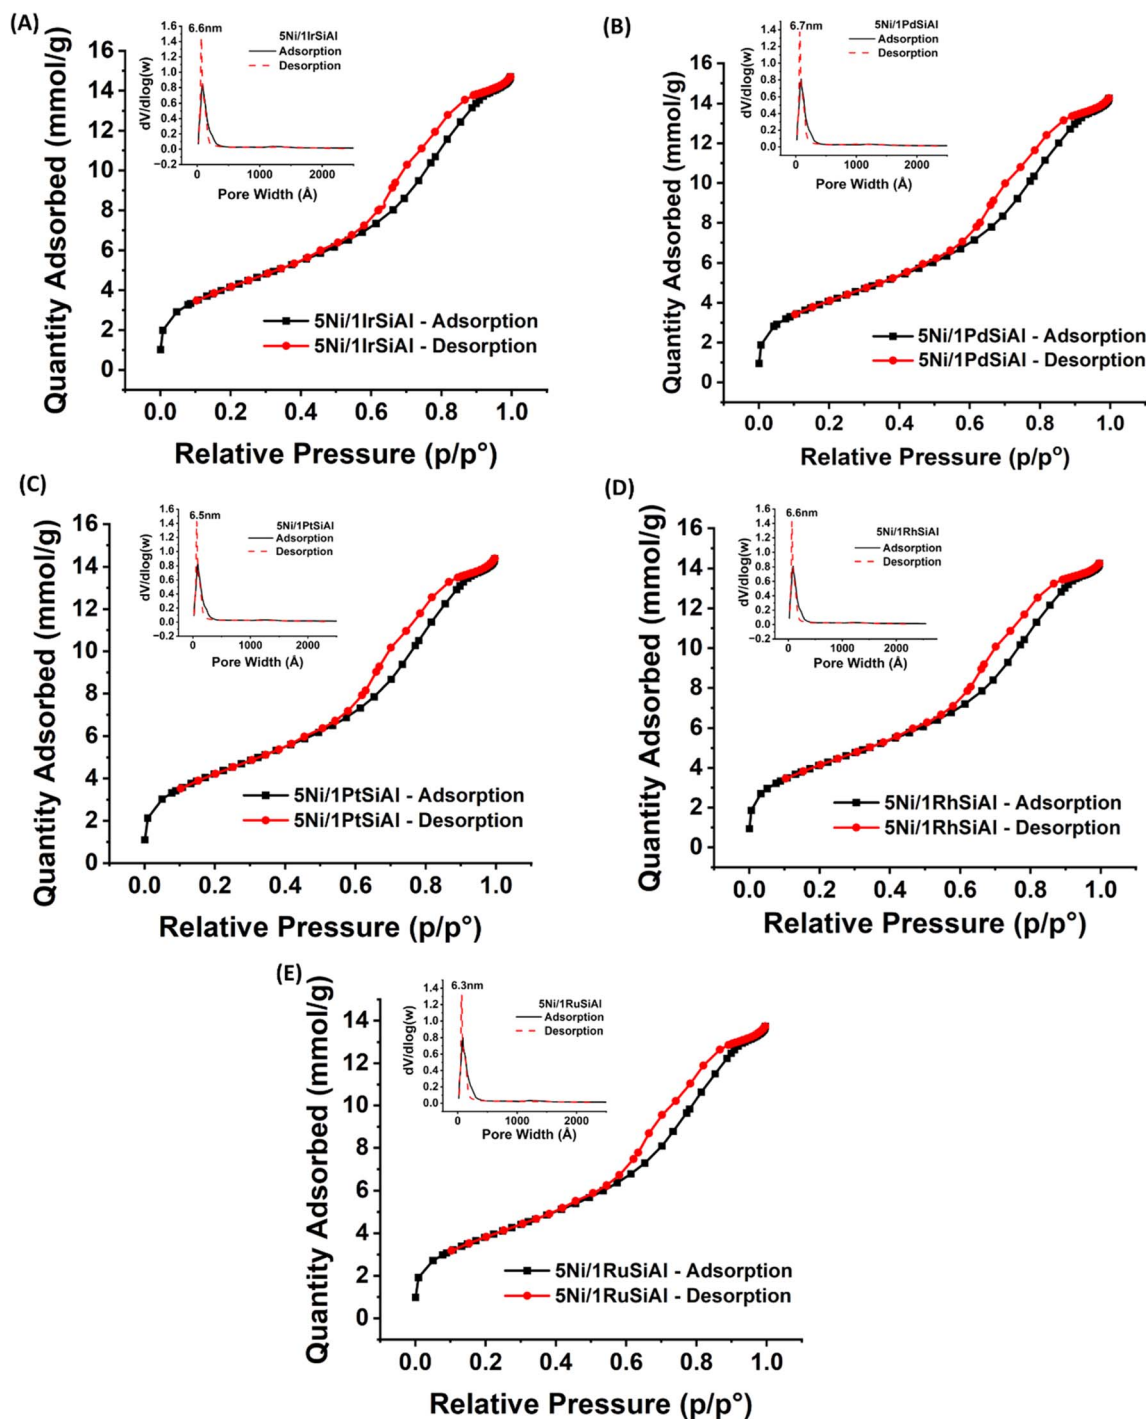 (A)
6.6nm
1.4
1.2
1.0
0.8
0.6
0.4
0.2
0.0
−0.2
dV/dlog(w)
5Ni/1IrSiAl
Adsorption
Desorption
0
1000
2000
Pore Width (Å)
16
14
12
10
8
6
4
2
0
Quantity Adsorbed (mmol/g)
5Ni/1IrSiAl - Adsorption
5Ni/1IrSiAl - Desorption
0.0 0.2 0.4 0.6 0.8 1.0
Relative Pressure (p/p°)
(B)
6.7nm
1.4
1.2
1.0
0.8
0.6
0.4
0.2
0.0
dV/dlog(w)
5Ni/1PdSiAl
Adsorption
Desorption
0
1000
2000
Pore Width (Å)
16
14
12
10
8
6
4
2
0
Quantity Adsorbed (mmol/g)
5Ni/1PdSiAl - Adsorption
5Ni/1PdSiAl - Desorption
0.0 0.2 0.4 0.6 0.8 1.0
Relative Pressure (p/p°)
(C)
6.5nm
1.6
1.4
1.2
1.0
0.8
0.6
0.4
0.2
0.0
−0.2
dV/dlog(w)
5Ni/1PtSiAl
Adsorption
Desorption
0
1000
2000
Pore Width (Å)
16
14
12
10
8
6
4
2
0
Quantity Adsorbed (mmol/g)
5Ni/1PtSiAl - Adsorption
5Ni/1PtSiAl - Desorption
0.0 0.2 0.4 0.6 0.8 1.0
Relative Pressure (p/p°)
(D)
6.6nm
1.6
1.4
1.2
1.0
0.8
0.6
0.4
0.2
0.0
−0.2
dV/dlog(w)
5Ni/1RhSiAl
Adsorption
Desorption
0
1000
2000
Pore Width (Å)
16
14
12
10
8
6
4
2
0
Quantity Adsorbed (mmol/g)
5Ni/1RhSiAl - Adsorption
5Ni/1RhSiAl - Desorption
0.0 0.2 0.4 0.6 0.8 1.0
Relative Pressure (p/p°)
(E)
6.3nm
1.4
1.2
1.0
0.8
0.6
0.4
0.2
0.0
dV/dlog(w)
5Ni/1RuSiAl
Adsorption
Desorption
0
1000
2000
Pore Width (Å)
14
12
10
8
6
4
2
0
Quantity Adsorbed (mmol/g)
5Ni/1RuSiAl - Adsorption
5Ni/1RuSiAl - Desorption
0.0 0.2 0.4 0.6 0.8 1.0
Relative Pressure (p/p°)